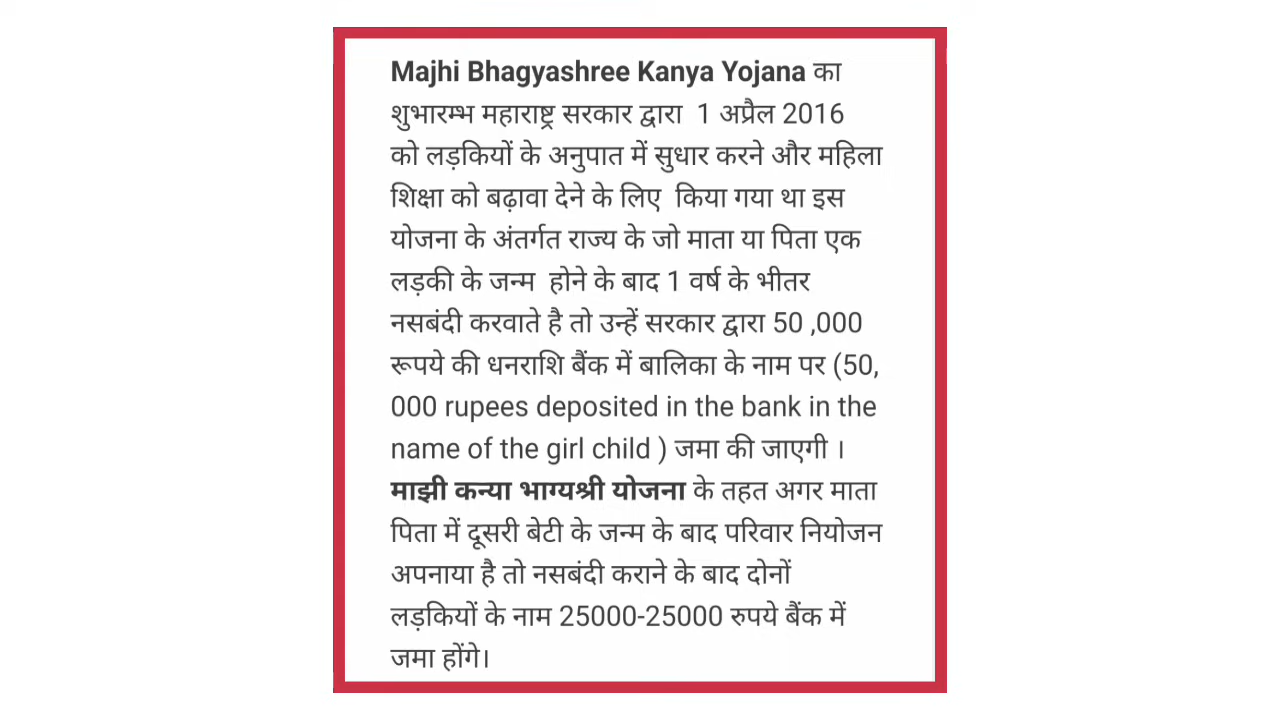 Majhi Bhagyashree Kanya Yojana का
शुभारम्भ महाराष्ट्र सरकार द्वारा  1 अप्रैल 2016
को लड़कियों के अनुपात में सुधार करने और महिला
शिक्षा को बढ़ावा देने के लिए  किया गया था इस
योजना के अंतर्गत राज्य के जो माता या पिता एक
लड़की के जन्म  होने के बाद 1 वर्ष के भीतर
नसबंदी करवाते है तो उन्हें सरकार द्वारा 50 ,000
रूपये की धनराशि बैंक में बालिका के नाम पर (50,
000 rupees deposited in the bank in the
name of the girl child ) जमा की जाएगी ।
माझी कन्या भाग्यश्री योजना के तहत अगर माता
पिता में दूसरी बेटी के जन्म के बाद परिवार नियोजन
अपनाया है तो नसबंदी कराने के बाद दोनों
लड़कियों के नाम 25000-25000 रुपये बैंक में
जमा होंगे।